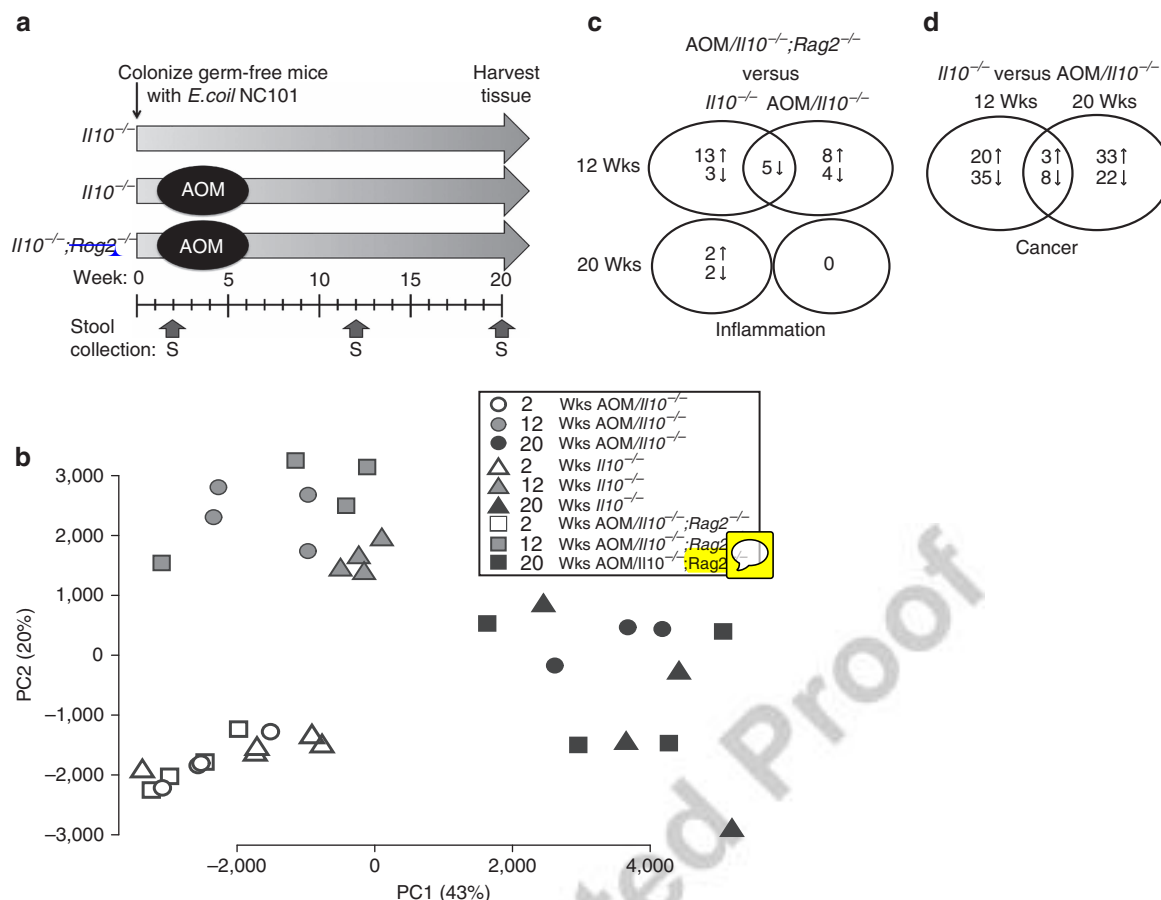 a
Colonize germ-free mice
with E.coil NC101
Harvest
tissue
Il10−/−
Il10−/−
AOM
Il10−/−;Rog2−/−
AOM
Week: 0 5 10 15 20
Stool
collection: S S S
c
AOM/Il10−/−;Rag2−/−
versus
Il10−/− AOM/Il10−/−
12 Wks
13↑
3↓
5↓
8↑
4↓
20 Wks
2↑
2↓
0
Inflammation
d
Il10−/− versus AOM/Il10−/−
12 Wks 20 Wks
20↑
35↓
3↑
8↓
33↑
22↓
Cancer
b
2 Wks AOM/Il10−/−
12 Wks AOM/Il10−/−
20 Wks AOM/Il10−/−
2 Wks Il10−/−
12 Wks Il10−/−
20 Wks Il10−/−
2 Wks AOM/Il10−/−;Rag2−/−
12 Wks AOM/Il10−/−;Rag2
20 Wks AOM/Il10−/−;Rag2−/−
3,000
2,000
1,000
0
−1,000
−2,000
−3,000
PC2 (20%)
−2,000 0 2,000 4,000
PC1 (43%)
ted Proof